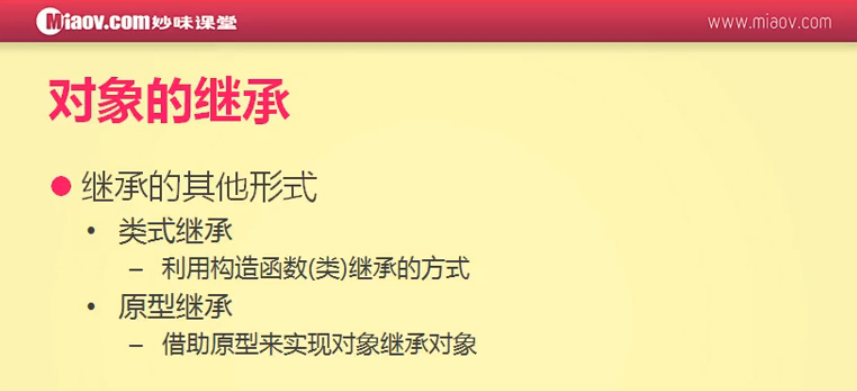 Miaov.com妙味课堂
www.miaov.com
对象的继承
继承的其他形式
• 类式继承
– 利用构造函数(类)继承的方式
• 原型继承
– 借助原型来实现对象继承对象